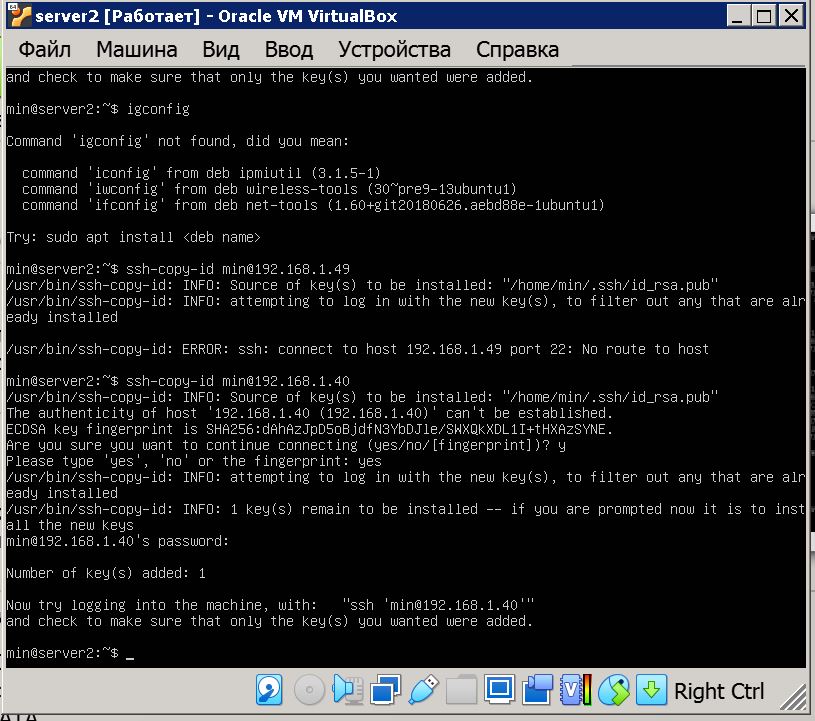 server2 [Работает] - Oracle VM VirtualBox
Файл Машина Вид Ввод Устройства Справка
and check to make sure that only the key(s) you wanted were added.
min@server2:~$ igconfig
Command 'igconfig' not found, did you mean:
command 'iconfig' from deb ipmiutil (3.1.5-1)
command 'iwconfig' from deb wireless-tools (30~pre9-13ubuntu1)
command 'ifconfig' from deb net-tools (1.60+git20180626.aebd88e-1ubuntu1)
Try: sudo apt install <deb name>
min@server2:~$ ssh-copy-id min@192.168.1.49
/usr/bin/ssh-copy-id: INFO: Source of key(s) to be installed: "/home/min/.ssh/id_rsa.pub"
/usr/bin/ssh-copy-id: INFO: attempting to log in with the new key(s), to filter out any that are alr
eady installed
/usr/bin/ssh-copy-id: ERROR: ssh: connect to host 192.168.1.49 port 22: No route to host
min@server2:~$ ssh-copy-id min@192.168.1.40
/usr/bin/ssh-copy-id: INFO: Source of key(s) to be installed: "/home/min/.ssh/id_rsa.pub"
The authenticity of host '192.168.1.40 (192.168.1.40)' can't be established.
ECDSA key fingerprint is SHA256:dAhAzJpD5oBjdfN3YbDJle/SWXQkXDL1I+tHXAzSYNE.
Are you sure you want to continue connecting (yes/no/[fingerprint])? y
Please type 'yes', 'no' or the fingerprint: yes
/usr/bin/ssh-copy-id: INFO: attempting to log in with the new key(s), to filter out any that are alr
eady installed
/usr/bin/ssh-copy-id: INFO: 1 key(s) remain to be installed -- if you are prompted now it is to inst
all the new keys
min@192.168.1.40's password:
Number of key(s) added: 1
Now try logging into the machine, with: "ssh 'min@192.168.1.40'"
and check to make sure that only the key(s) you wanted were added.
min@server2:~$ _
Right Ctrl